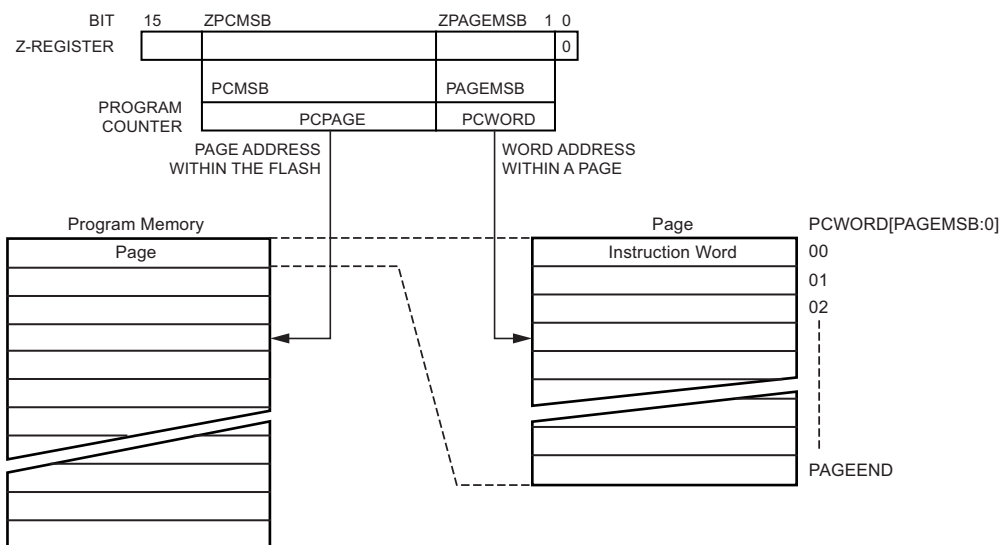 BIT 15 ZPCMSB ZPAGEMSB 1 0
Z-REGISTER 0
PCMSB PAGEMSB
PROGRAM
COUNTER
PCPAGE PCWORD
PAGE ADDRESS
WITHIN THE FLASH
WORD ADDRESS
WITHIN A PAGE
Program Memory
Page
Page
Instruction Word
PCWORD[PAGEMSB:0]
00
01
02
PAGEEND